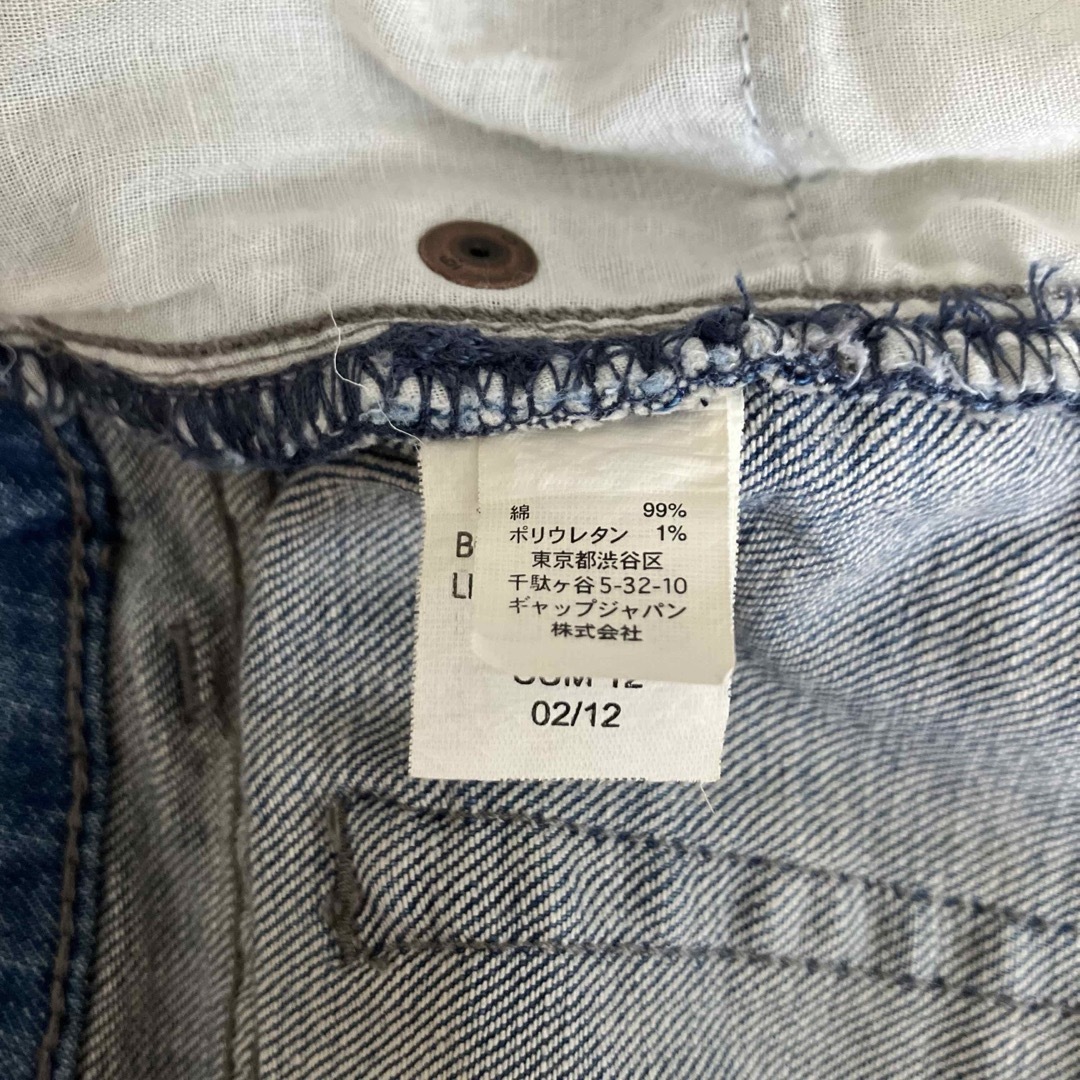 綿 99%
ポリウレタン 1%
東京都渋谷区
千駄ヶ谷5-32-10
ギャップジャパン
株式会社
02/12